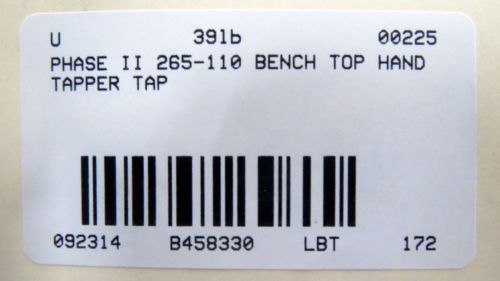 U 391b 00225
PHASE II 265-110 BENCH TOP HAND
TAPPER TAP
092314 B458330 LBT 172